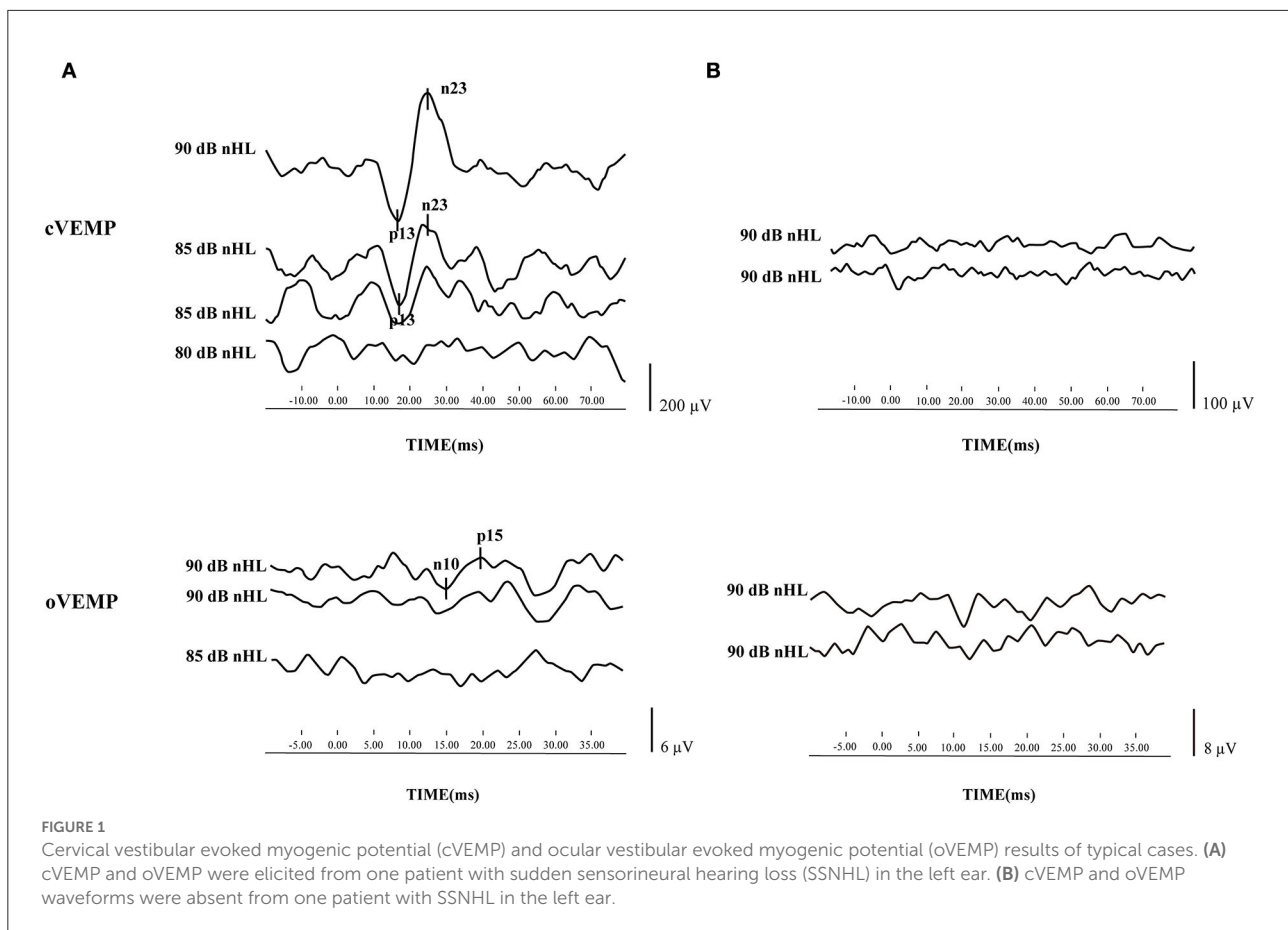 A
B
n23
90 dB nHL
n23
cVEMP
p13
85 dB nHL
85 dB nHL
p13
80 dB nHL
-10.00 0.00 10.00 20.00 30.00 40.00 50.00 60.00 70.00
200 µV
TIME(ms)
90 dB nHL
90 dB nHL
-10.00 0.00 10.00 20.00 30.00 40.00 50.00 60.00 70.00
100 µV
TIME(ms)
p15
n10
90 dB nHL
oVEMP
90 dB nHL
85 dB nHL
-5.00 0.00 5.00 10.00 15.00 20.00 25.00 30.00 35.00
6 µV
TIME(ms)
90 dB nHL
90 dB nHL
-5.00 0.00 5.00 10.00 15.00 20.00 25.00 30.00 35.00
8 µV
TIME(ms)
FIGURE 1
Cervical vestibular evoked myogenic potential (cVEMP) and ocular vestibular evoked myogenic potential (oVEMP) results of typical cases. (A)
cVEMP and oVEMP were elicited from one patient with sudden sensorineural hearing loss (SSNHL) in the left ear. (B) cVEMP and oVEMP
waveforms were absent from one patient with SSNHL in the left ear.